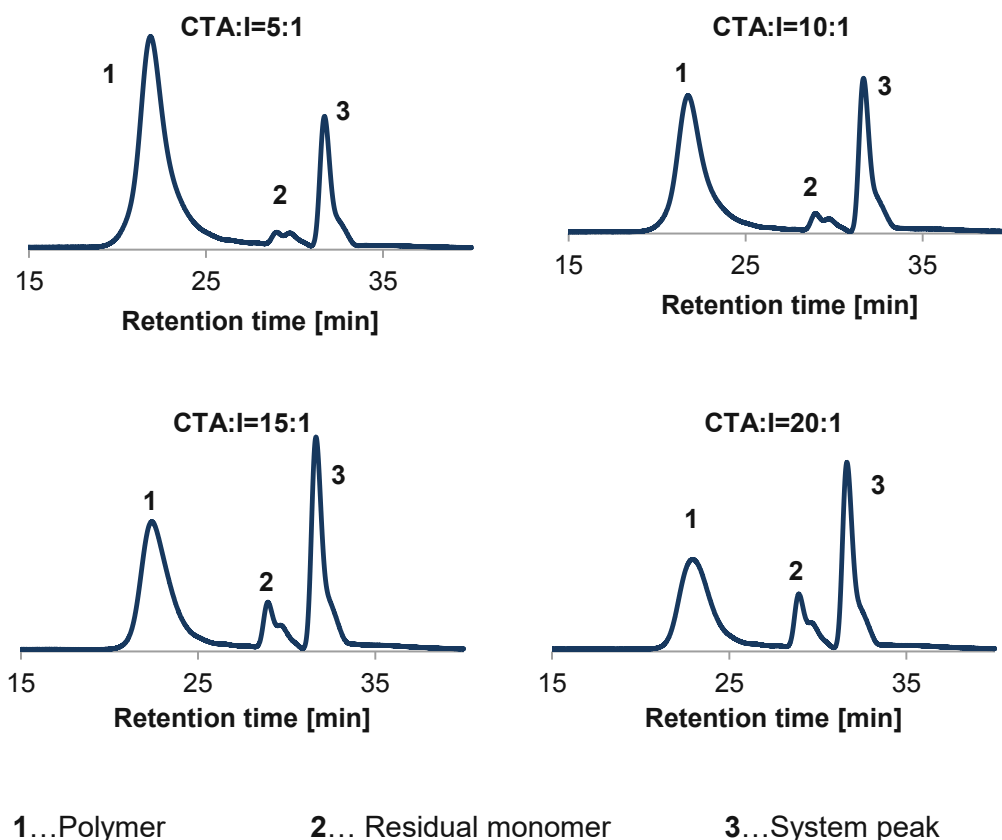 CTA:I=5:1
1
2
3
15 25 35
Retention time [min]
CTA:I=10:1
1
2
3
15 25 35
Retention time [min]
CTA:I=15:1
1
2
3
15 25 35
Retention time [min]
CTA:I=20:1
1
2
3
15 25 35
Retention time [min]
1…Polymer 2… Residual monomer 3…System peak